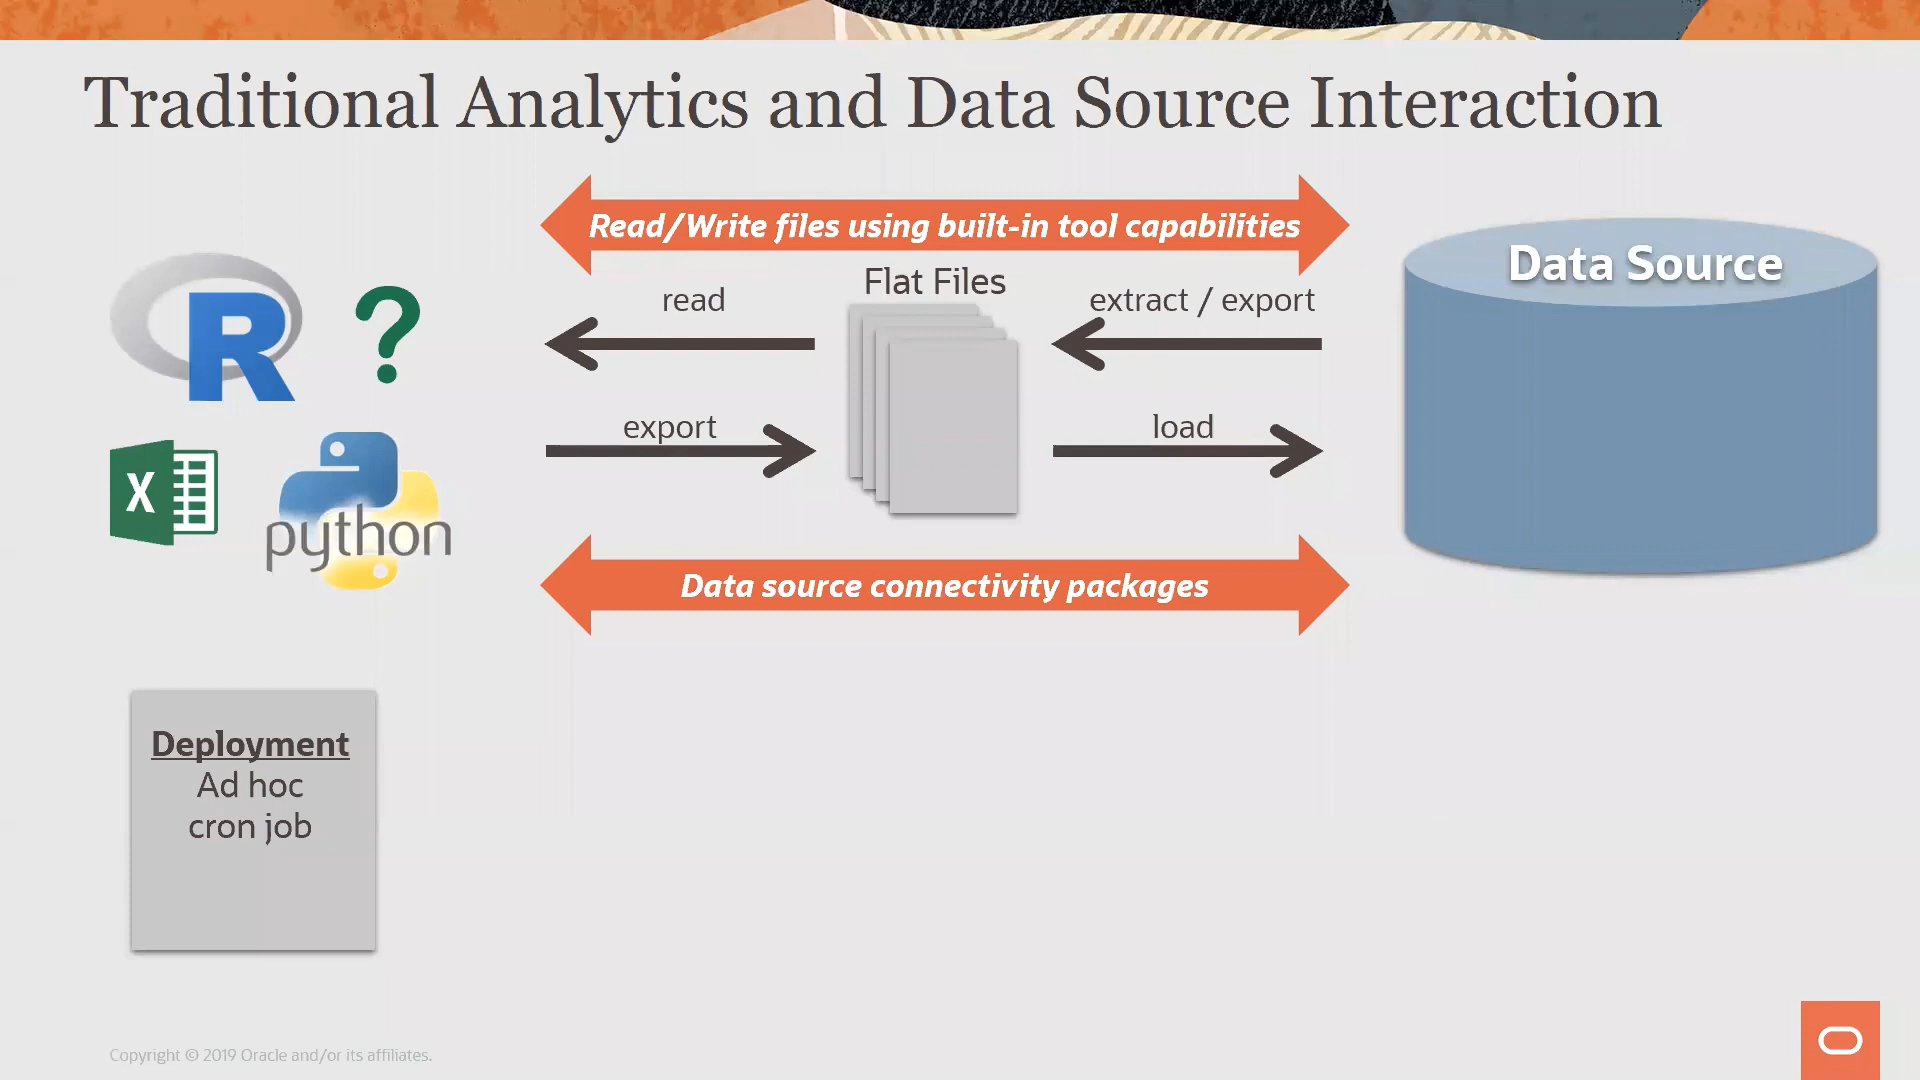 Traditional Analytics and Data Source Interaction
Read/Write files using built-in tool capabilities
Data Source
Flat Files
read
extract / export
R
?
export
load
X
python
Data source connectivity packages
Deployment
Ad hoc
cron job
Copyright © 2019 Oracle and/or its affiliates.